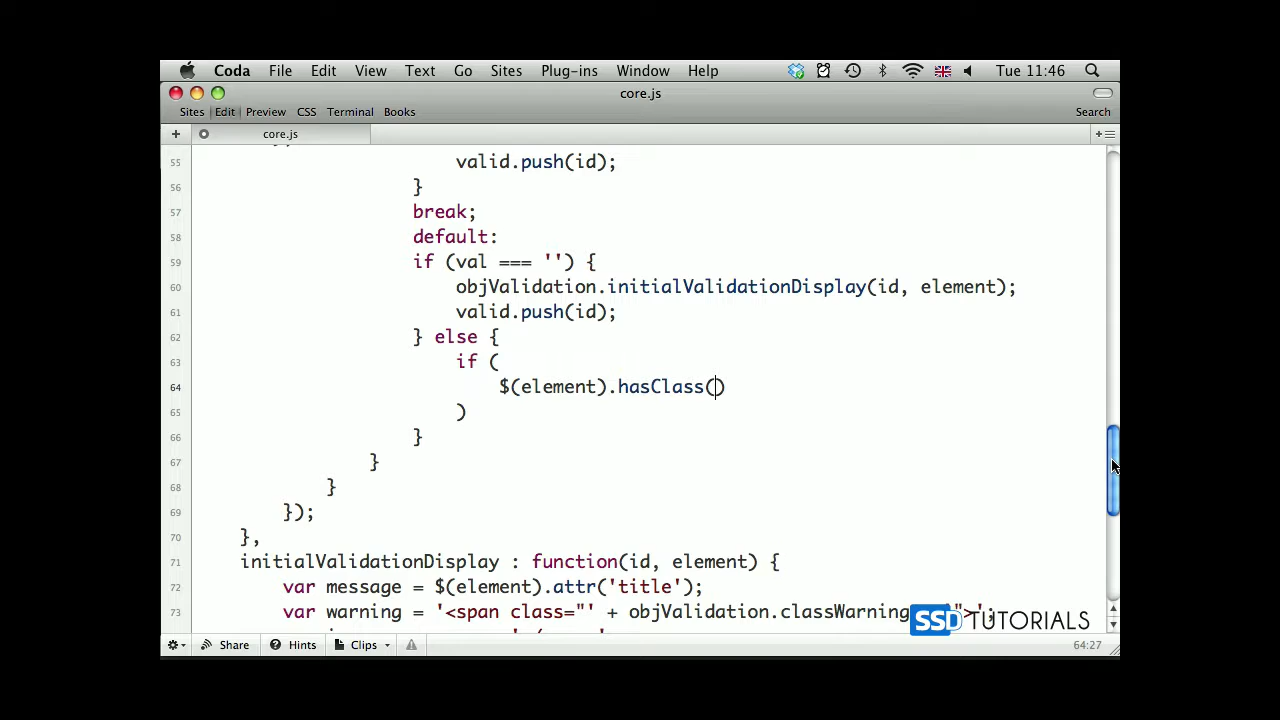 Coda File Edit View Text Go Sites Plug-ins Window Help Tue 11:46
core.js
Sites Edit Preview CSS Terminal Books Search
core.js
55 valid.push(id);
56 }
57 break;
58 default:
59 if (val === '') {
60 objValidation.initialValidationDisplay(id, element);
61 valid.push(id);
62 } else {
63 if (
64 $(element).hasClass()
65 )
66 }
67 }
68 }
69 });
70 },
71 initialValidationDisplay : function(id, element) {
72 var message = $(element).attr('title');
73 var warning = '<span class="' + objValidation.classWarning
SSD TUTORIALS
Share Hints Clips 64:27